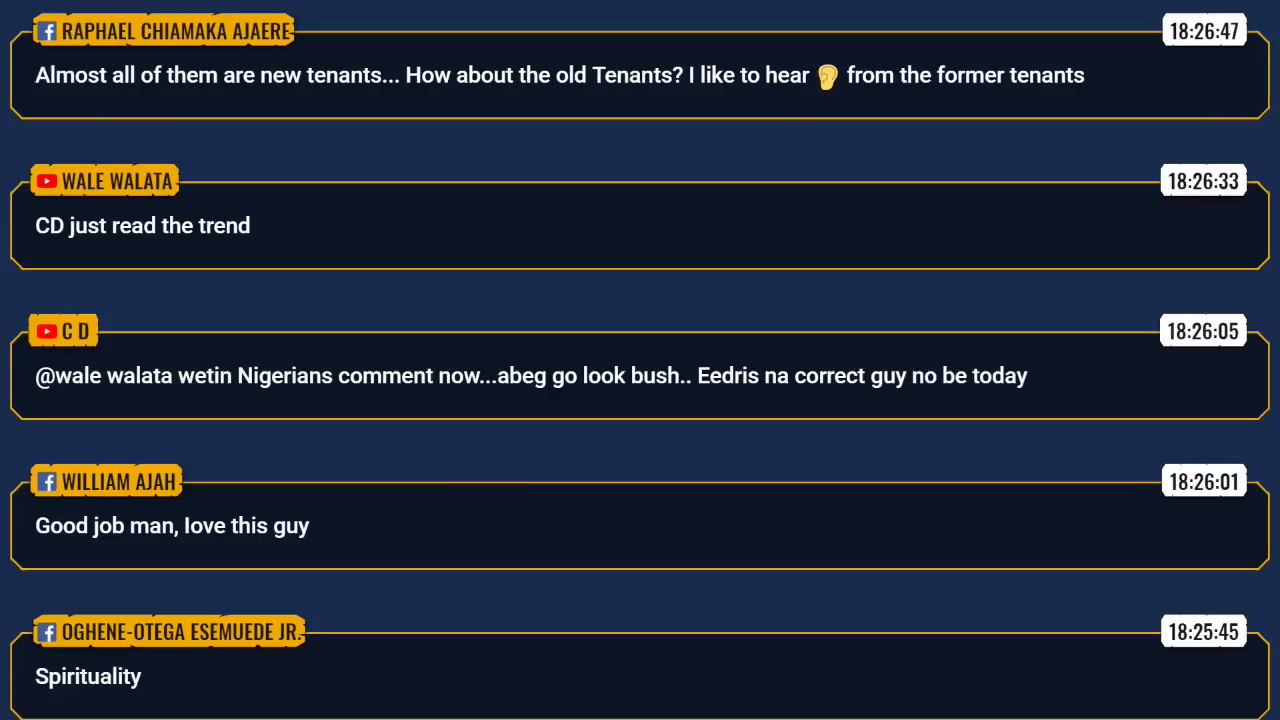 RAPHAEL CHIAMAKA AJAERE
18:26:47
Almost all of them are new tenants... How about the old Tenants? I like to hear 👂 from the former tenants
WALE WALATA
18:26:33
CD just read the trend
C D
18:26:05
@wale walata wetin Nigerians comment now...abeg go look bush.. Eedris na correct guy no be today
WILLIAM AJAH
18:26:01
Good job man, love this guy
OGHENE-OTEGA ESEMUEDE JR.
18:25:45
Spirituality